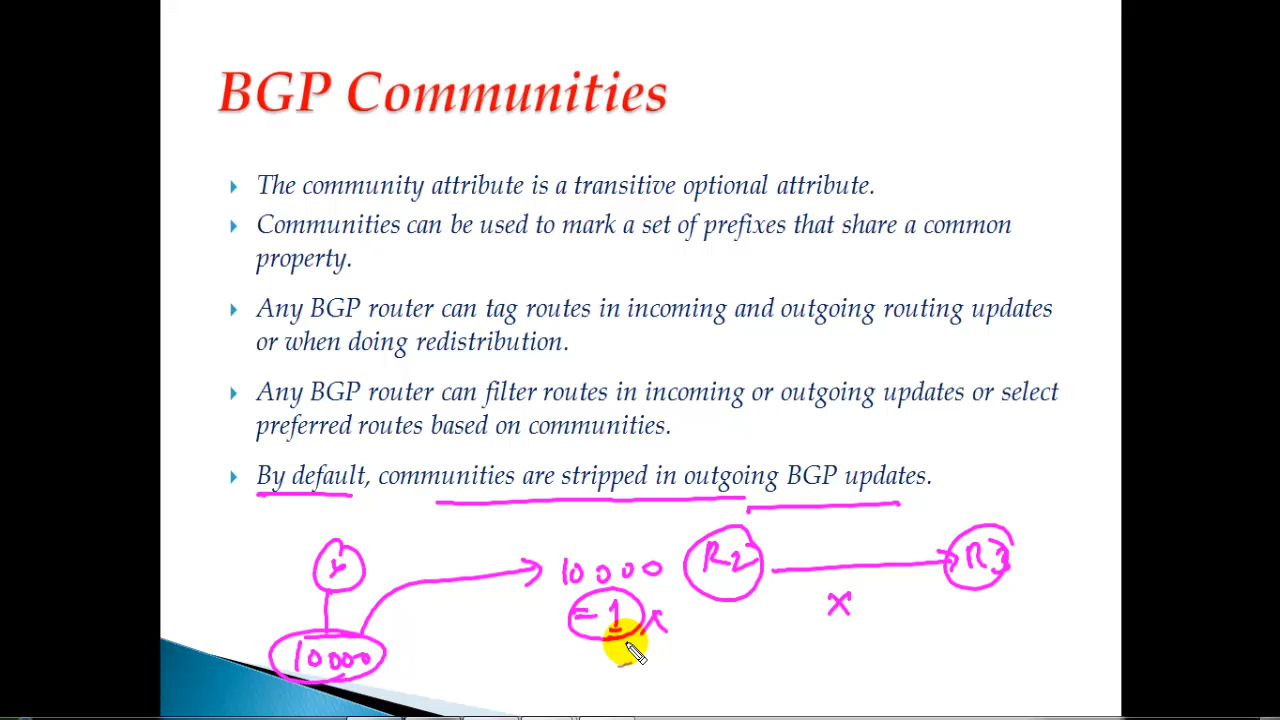 BGP Communities
The community attribute is a transitive optional attribute.
Communities can be used to mark a set of prefixes that share a common
property.
Any BGP router can tag routes in incoming and outgoing routing updates
or when doing redistribution.
Any BGP router can filter routes in incoming or outgoing updates or select
preferred routes based on communities.
By default, communities are stripped in outgoing BGP updates.
10000 R2 R3
= 1 x
10000